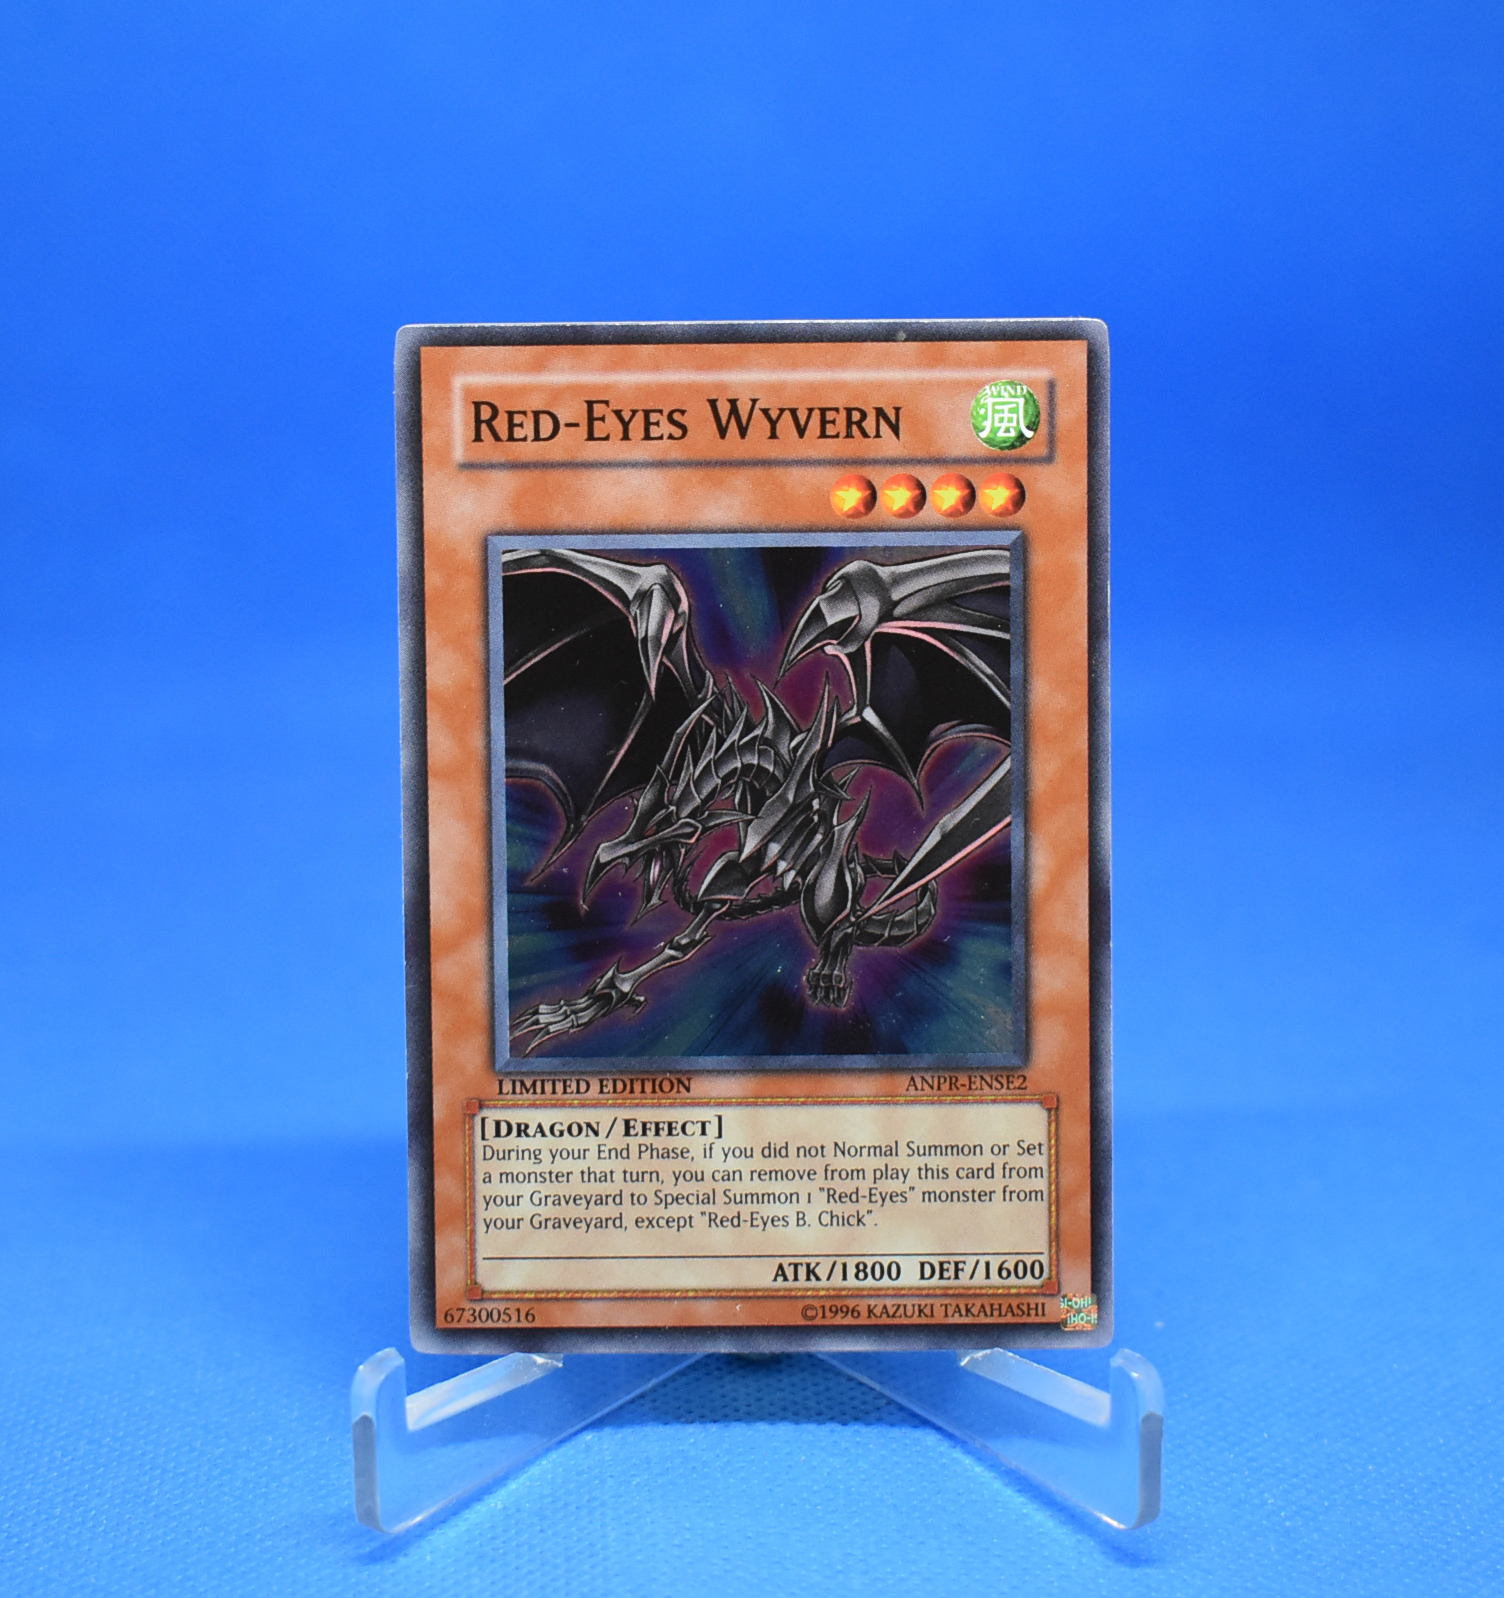 RED-EYES WYVERN
WIND
風
LIMITED EDITION
ANPR-ENSE2
[DRAGON/EFFECT]
During your End Phase, if you did not Normal Summon or Set
a monster that turn, you can remove from play this card from
your Graveyard to Special Summon 1 "Red-Eyes" monster from
your Graveyard, except "Red-Eyes B. Chick".
ATK/1800 DEF/1600
67300516
©1996 KAZUKI TAKAHASHI